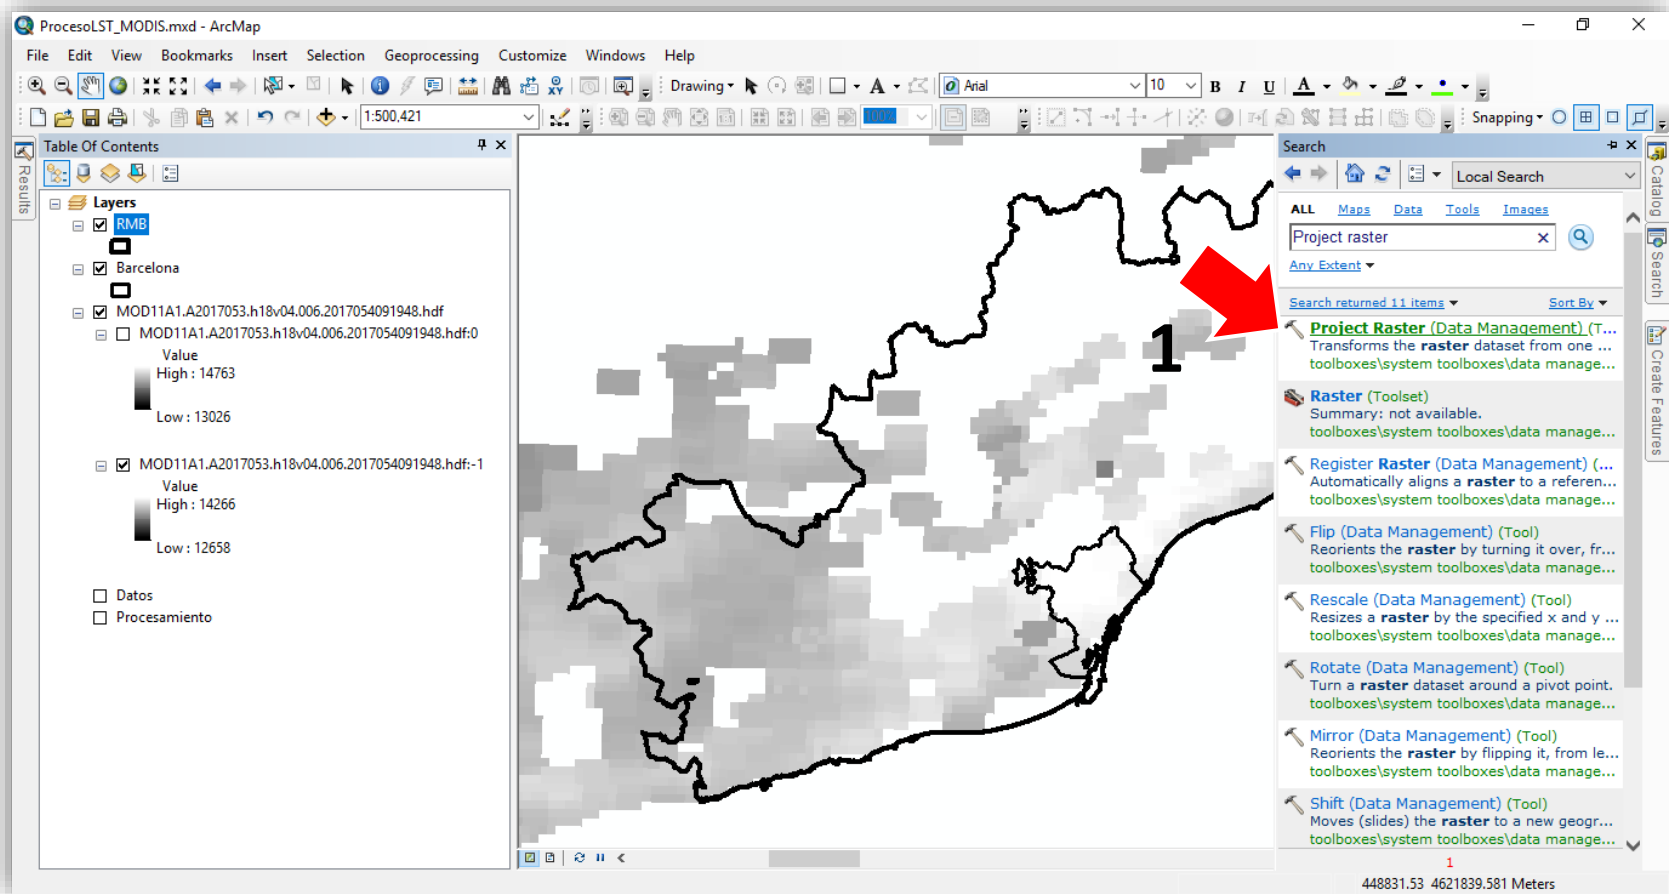 ProcesoLST_MODIS.mxd - ArcMap
File Edit View Bookmarks Insert Selection Geoprocessing Customize Windows Help
Drawing Arial 10 B I U A
1:500,421 100% Snapping
Results
Table Of Contents
Layers
RMB
Barcelona
MOD11A1.A2017053.h18v04.006.2017054091948.hdf
MOD11A1.A2017053.h18v04.006.2017054091948.hdf:0
Value
High : 14763
Low : 13026
MOD11A1.A2017053.h18v04.006.2017054091948.hdf:-1
Value
High : 14266
Low : 12658
Datos
Procesamiento
1
Search
Local Search
ALL Maps Data Tools Images
Project raster
Any Extent
Search returned 11 items Sort By
Project Raster (Data Management) (T...
Transforms the raster dataset from one ...
toolboxes\system toolboxes\data manage...
Raster (Toolset)
Summary: not available.
toolboxes\system toolboxes\data manage...
Register Raster (Data Management) (...
Automatically aligns a raster to a referen...
toolboxes\system toolboxes\data manage...
Flip (Data Management) (Tool)
Reorients the raster by turning it over, fr...
toolboxes\system toolboxes\data manage...
Rescale (Data Management) (Tool)
Resizes a raster by the specified x and y ...
toolboxes\system toolboxes\data manage...
Rotate (Data Management) (Tool)
Turn a raster dataset around a pivot point.
toolboxes\system toolboxes\data manage...
Mirror (Data Management) (Tool)
Reorients the raster by flipping it, from le...
toolboxes\system toolboxes\data manage...
Shift (Data Management) (Tool)
Moves (slides) the raster to a new geogr...
toolboxes\system toolboxes\data manage...
1
Catalog
Search
Create Features
448831.53 4621839.581 Meters